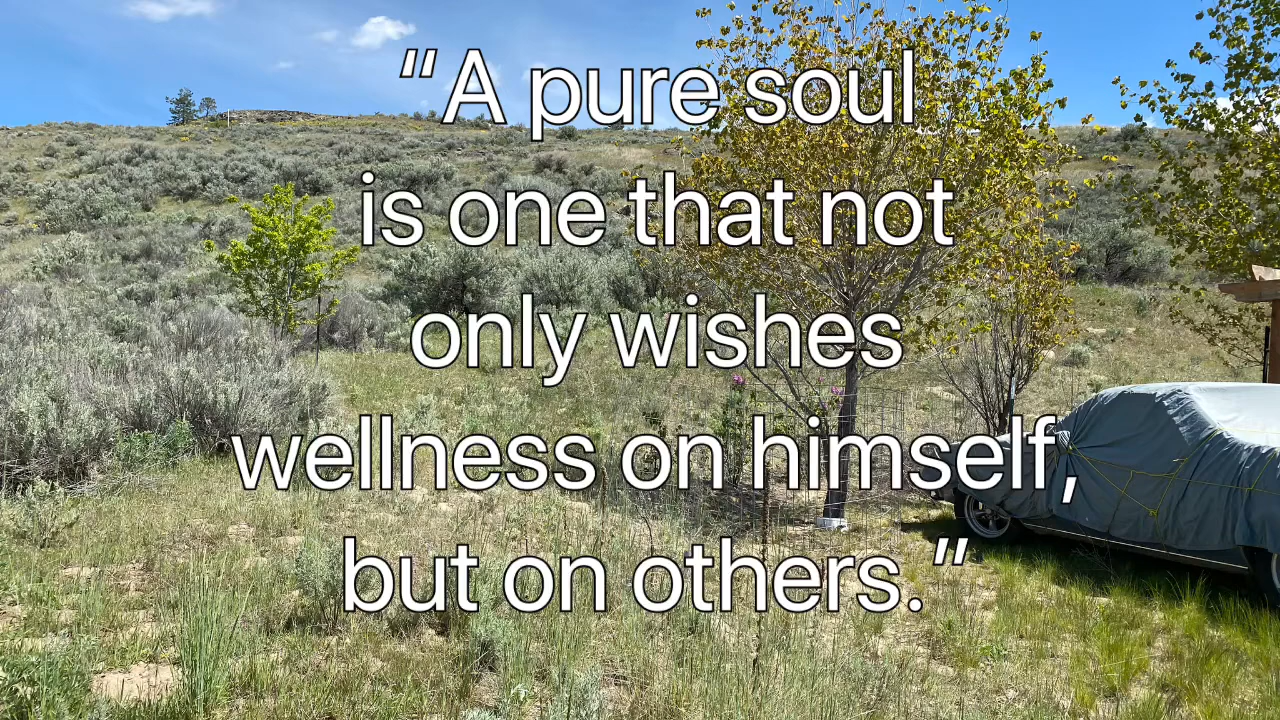 “A pure soul
is one that not
only wishes
wellness on himself,
but on others.”